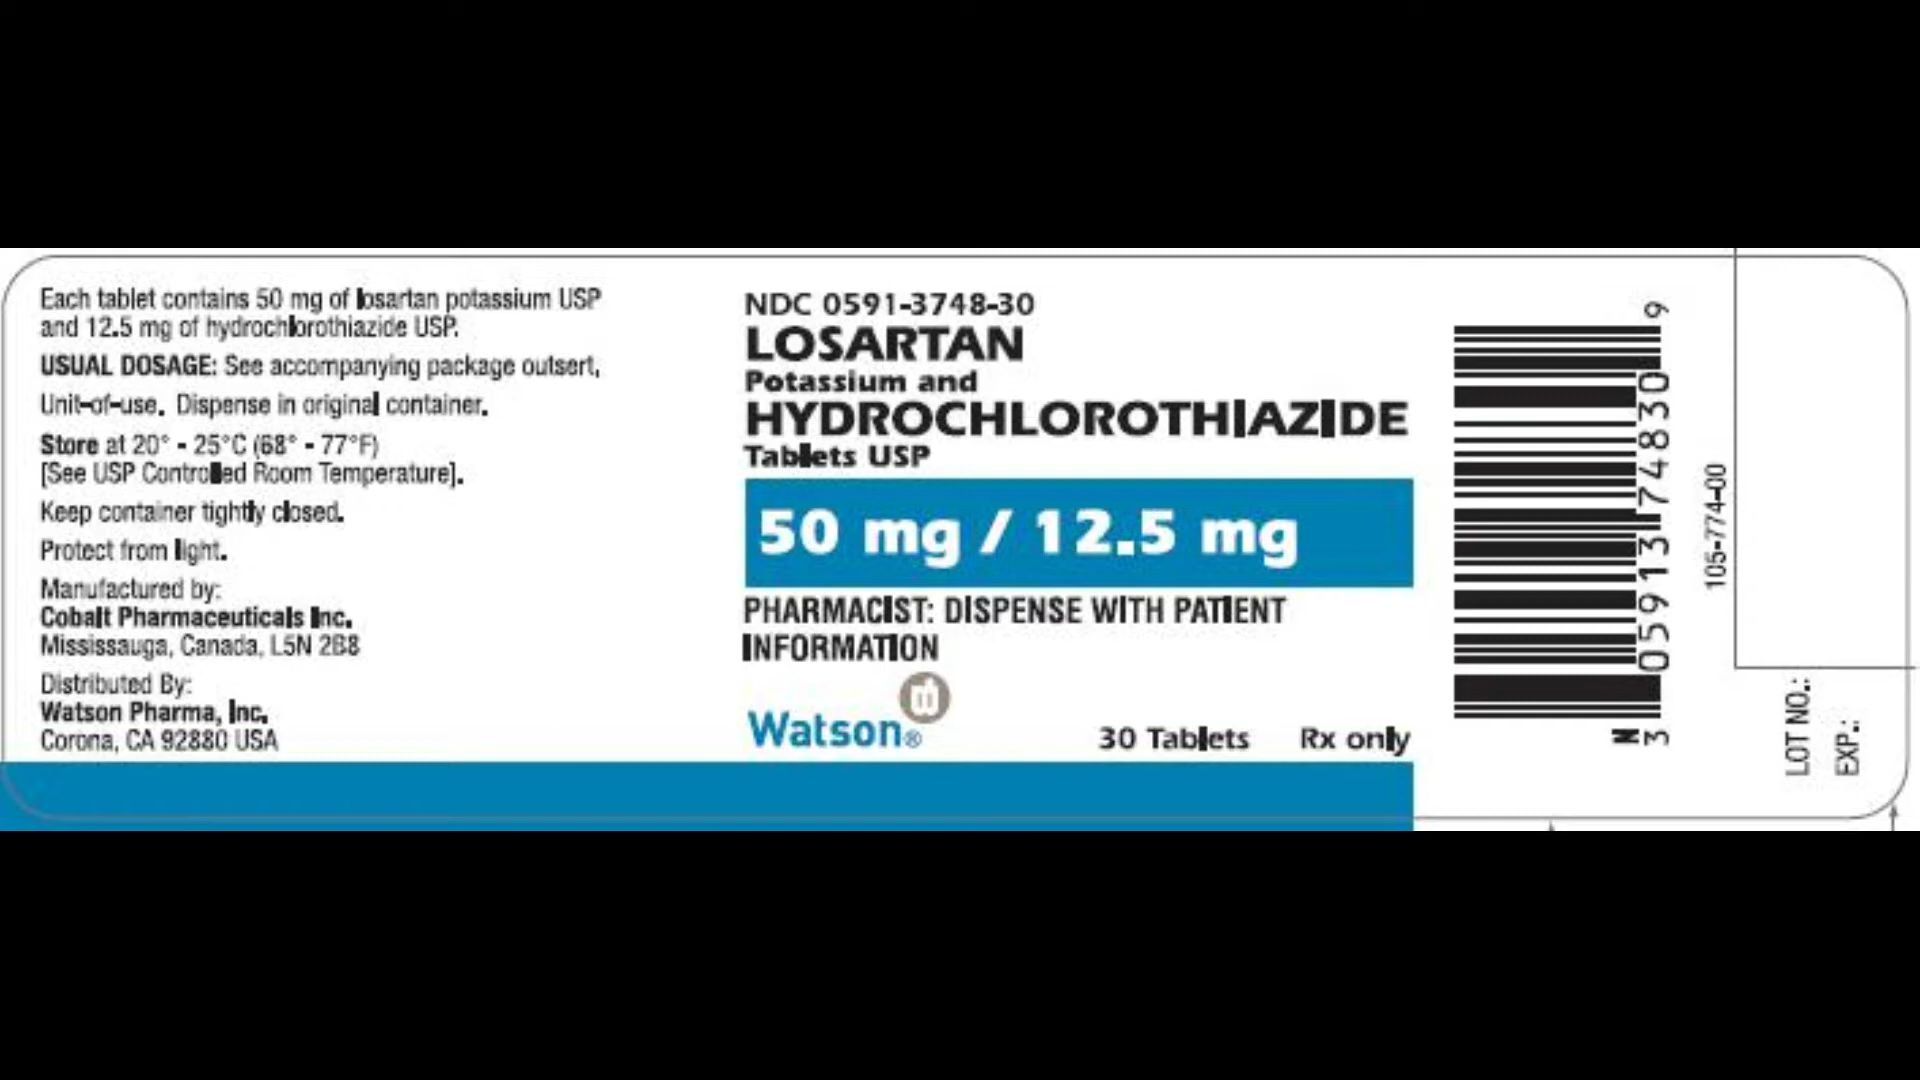 Each tablet contains 50 mg of losartan potassium USP
and 12.5 mg of hydrochlorothiazide USP.
USUAL DOSAGE: See accompanying package outsert.
Unit-of-use. Dispense in original container.
Store at 20° - 25°C (68° - 77°F)
[See USP Controlled Room Temperature].
Keep container tightly closed.
Protect from light.
Manufactured by:
Cobalt Pharmaceuticals Inc.
Mississauga, Canada, L5N 2B8
Distributed By:
Watson Pharma, Inc.
Corona, CA 92880 USA
NDC 0591-3748-30
LOSARTAN
Potassium and
HYDROCHLOROTHIAZIDE
Tablets USP
50 mg / 12.5 mg
PHARMACIST: DISPENSE WITH PATIENT
INFORMATION
Watson®
30 Tablets Rx only
N
3 0591374830 9
105-774-00
LOT NO.:
EXP.: